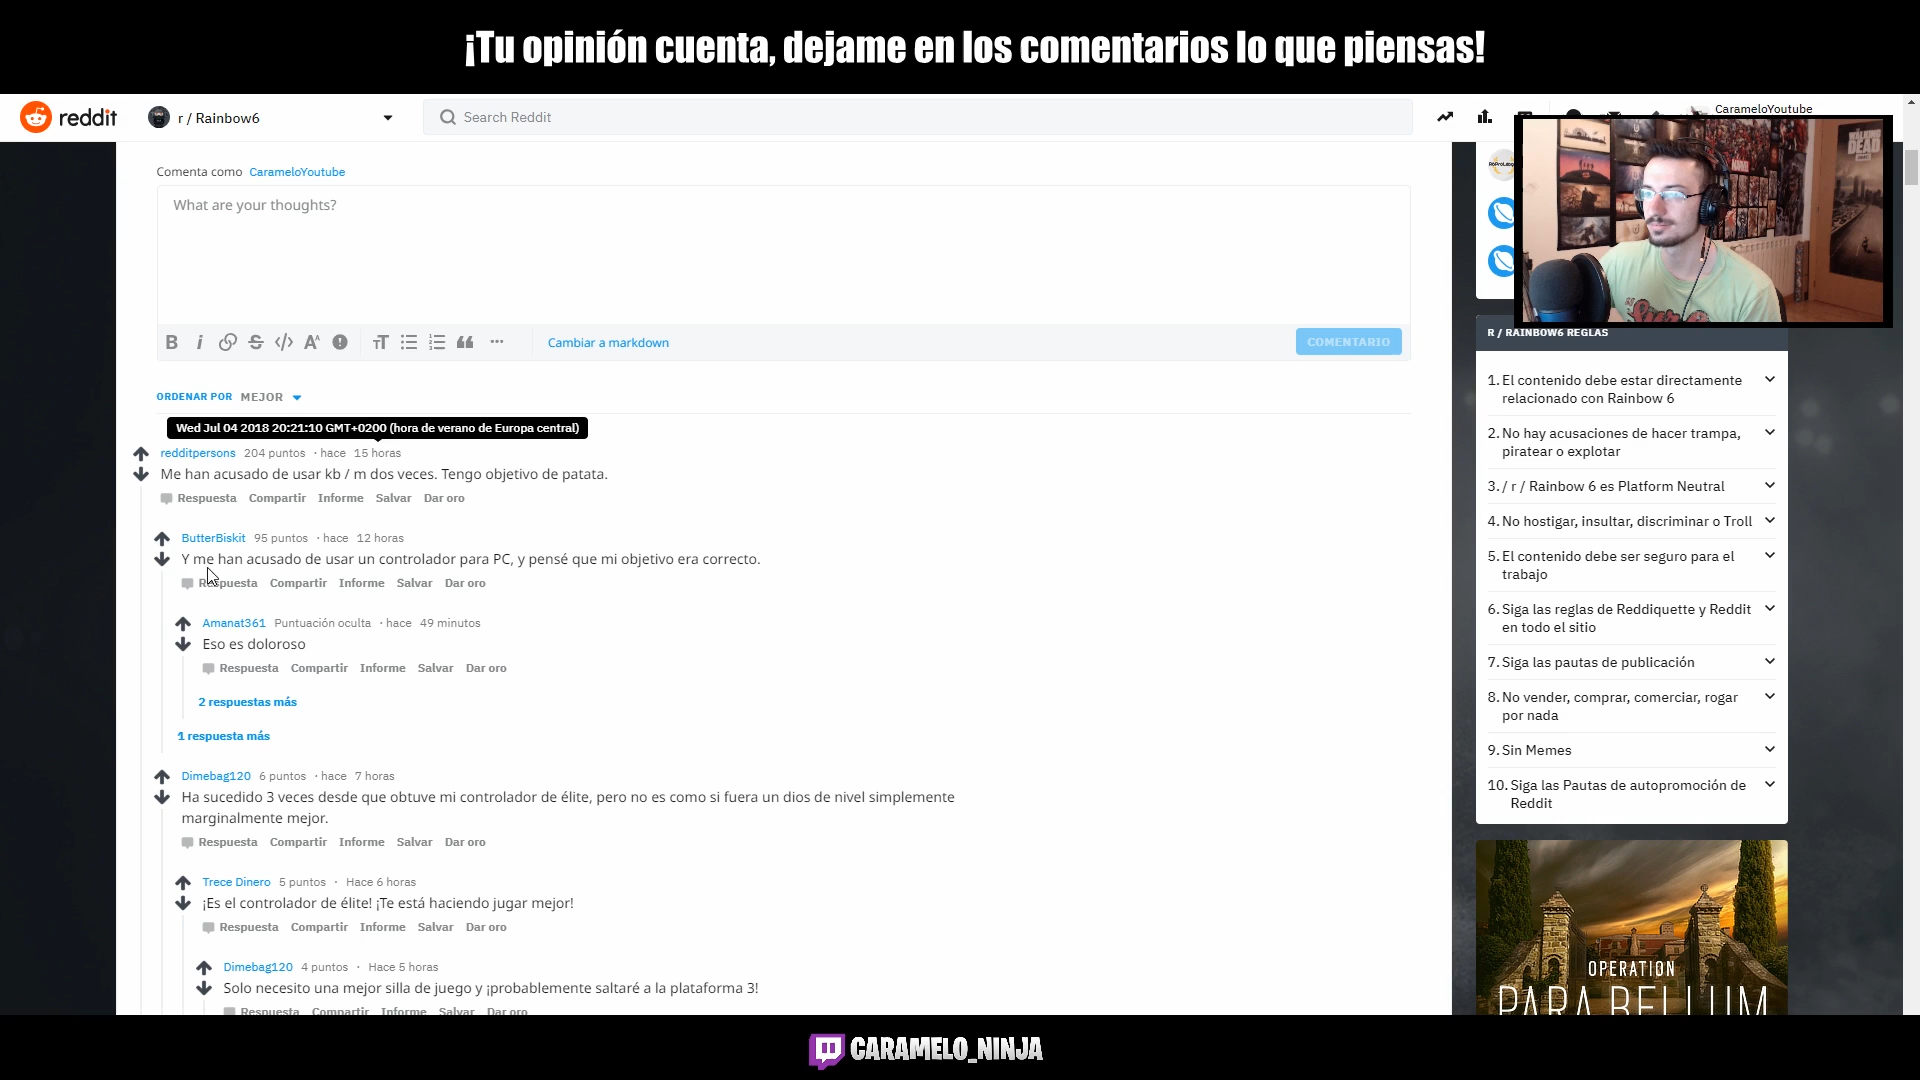 ¡Tu opinión cuenta, dejame en los comentarios lo que piensas!
reddit
r / Rainbow6
Search Reddit
CarameloYoutube
Comenta como CarameloYoutube
What are your thoughts?
Cambiar a markdown
COMENTARIO
ORDENAR POR MEJOR
Wed Jul 04 2018 20:21:10 GMT+0200 (hora de verano de Europa central)
redditpersons 204 puntos · hace 15 horas
Me han acusado de usar kb / m dos veces. Tengo objetivo de patata.
Respuesta Compartir Informe Salvar Dar oro
ButterBiskit 95 puntos · hace 12 horas
Y me han acusado de usar un controlador para PC, y pensé que mi objetivo era correcto.
Respuesta Compartir Informe Salvar Dar oro
Amanat361 Puntuación oculta · hace 49 minutos
Eso es doloroso
Respuesta Compartir Informe Salvar Dar oro
2 respuestas más
1 respuesta más
Dimebag120 6 puntos · hace 7 horas
Ha sucedido 3 veces desde que obtuve mi controlador de élite, pero no es como si fuera un dios de nivel simplemente
marginalmente mejor.
Respuesta Compartir Informe Salvar Dar oro
Trece Dinero 5 puntos · Hace 6 horas
¡Es el controlador de élite! ¡Te está haciendo jugar mejor!
Respuesta Compartir Informe Salvar Dar oro
Dimebag120 4 puntos · Hace 5 horas
Solo necesito una mejor silla de juego y ¡probablemente saltaré a la plataforma 3!
Respuesta Compartir Informe Salvar Dar oro
THE WALKING
DEAD
R / RAINBOW6 REGLAS
1. El contenido debe estar directamente
relacionado con Rainbow 6
2. No hay acusaciones de hacer trampa,
piratear o explotar
3. / r / Rainbow 6 es Platform Neutral
4. No hostigar, insultar, discriminar o Troll
5. El contenido debe ser seguro para el
trabajo
6. Siga las reglas de Reddiquette y Reddit
en todo el sitio
7. Siga las pautas de publicación
8. No vender, comprar, comerciar, rogar
por nada
9. Sin Memes
10. Siga las Pautas de autopromoción de
Reddit
OPERATION
PARA BELLUM
CARAMELO_NINJA